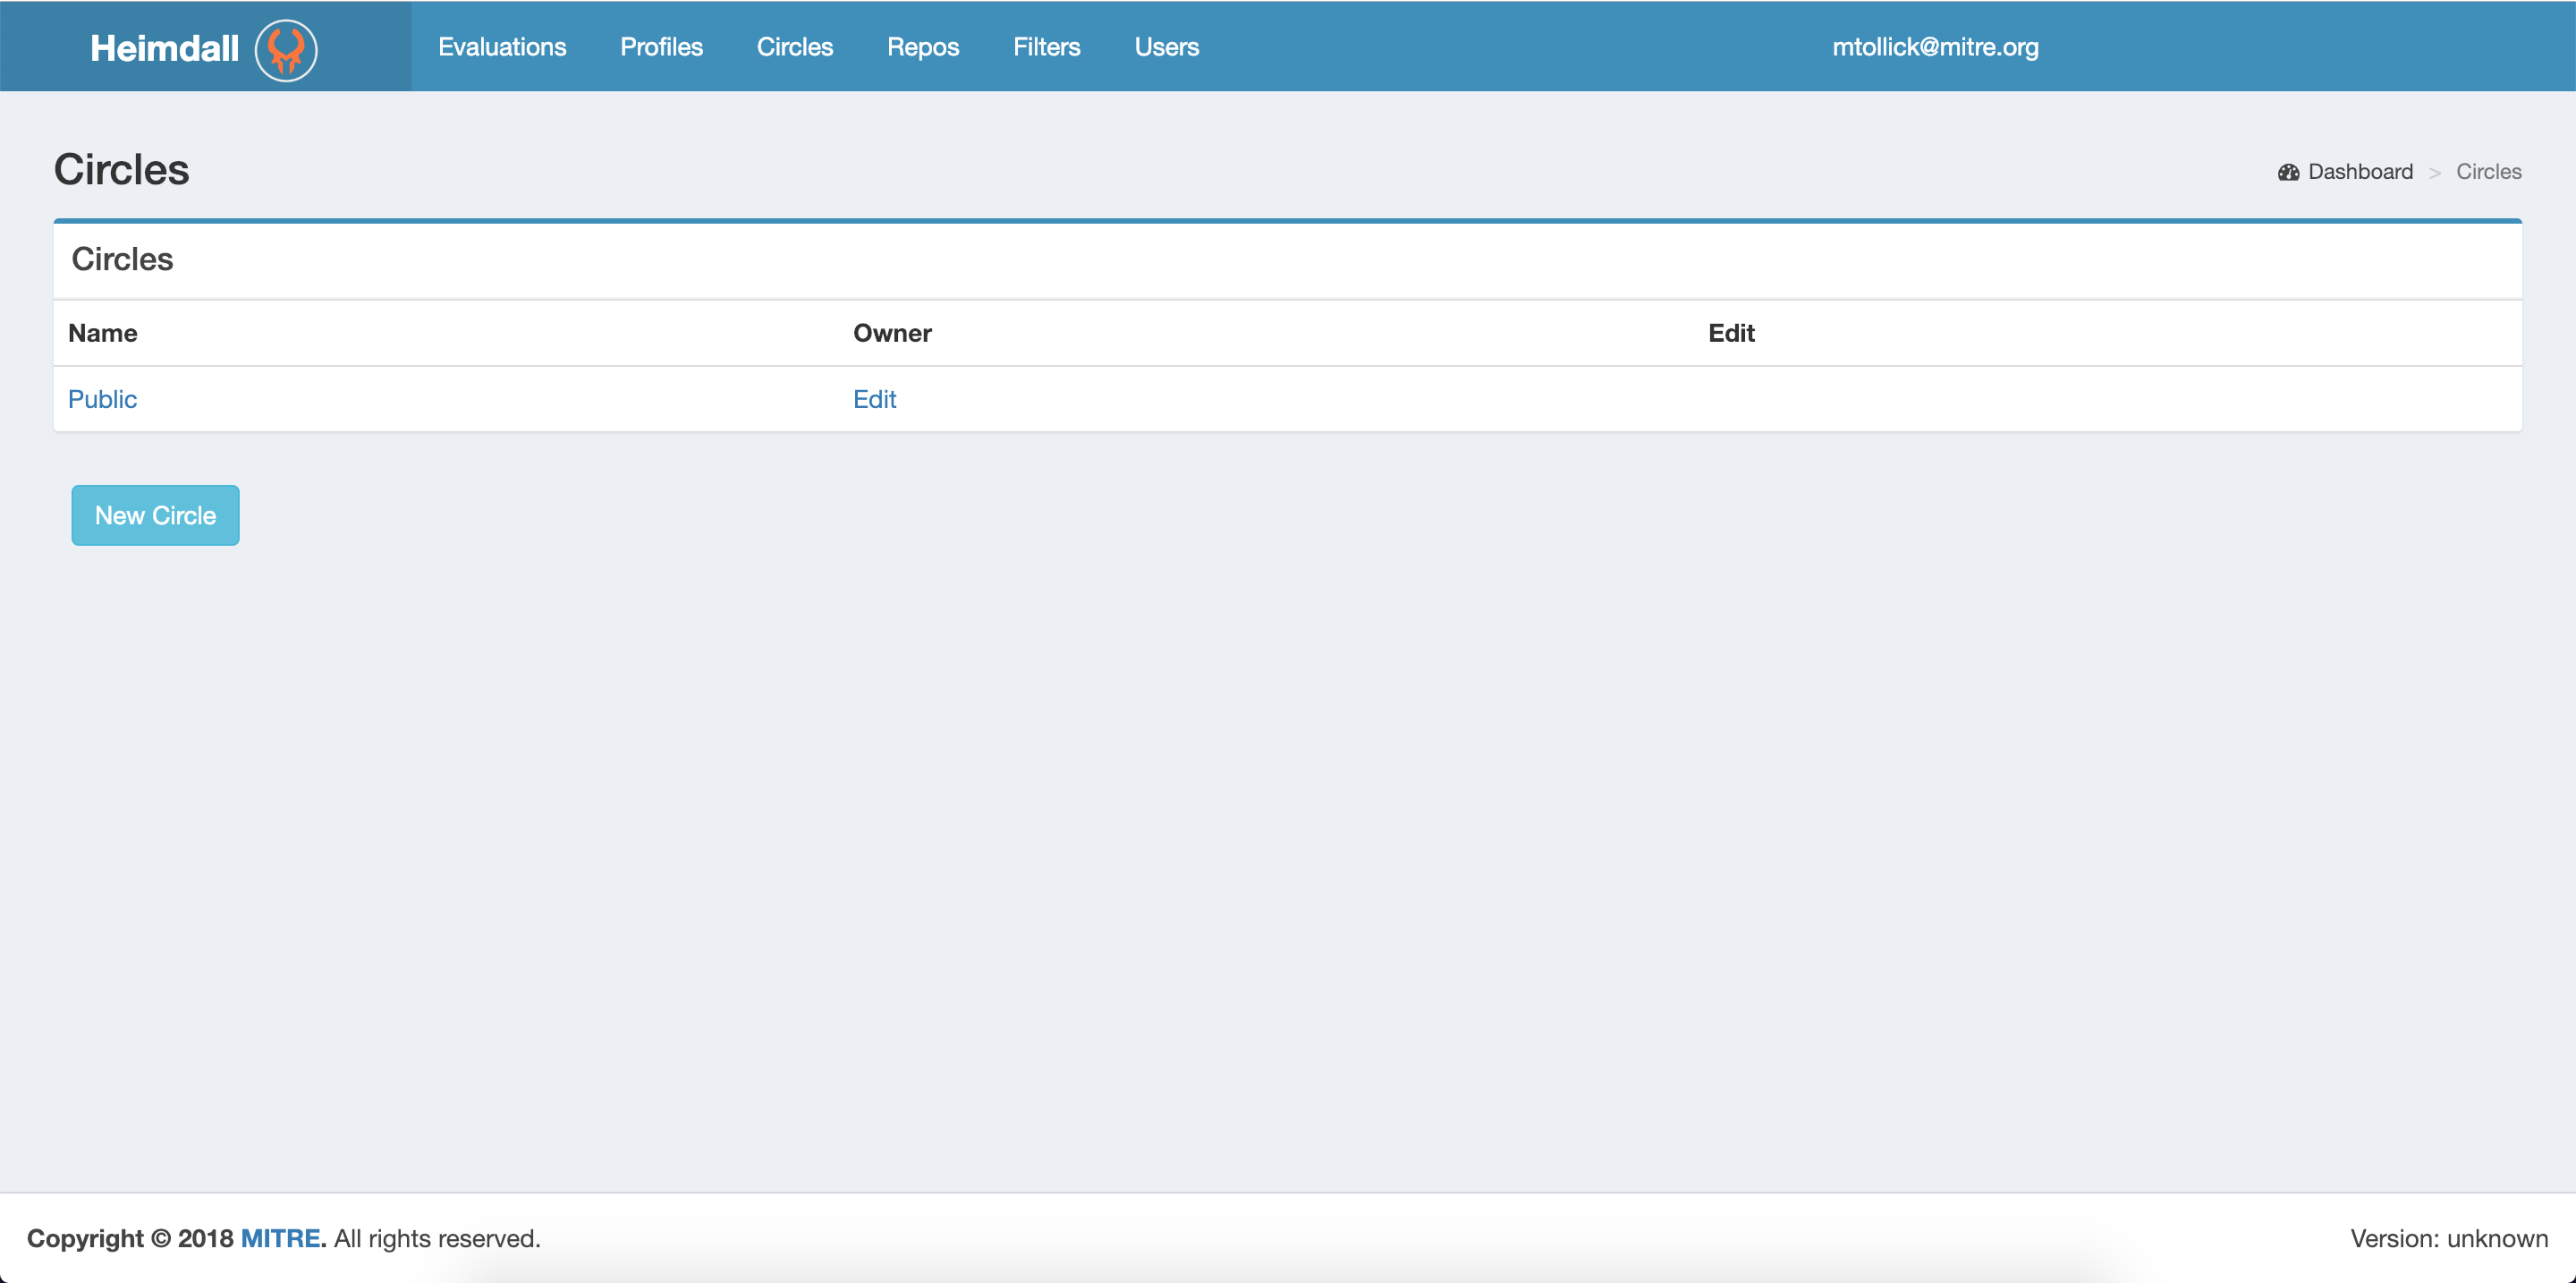 Heimdall Evaluations Profiles Circles Repos Filters Users mtollick@mitre.org
Circles
Dashboard > Circles
Circles
Name Owner Edit
Public Edit
New Circle
Copyright © 2018 MITRE. All rights reserved.
Version: unknown